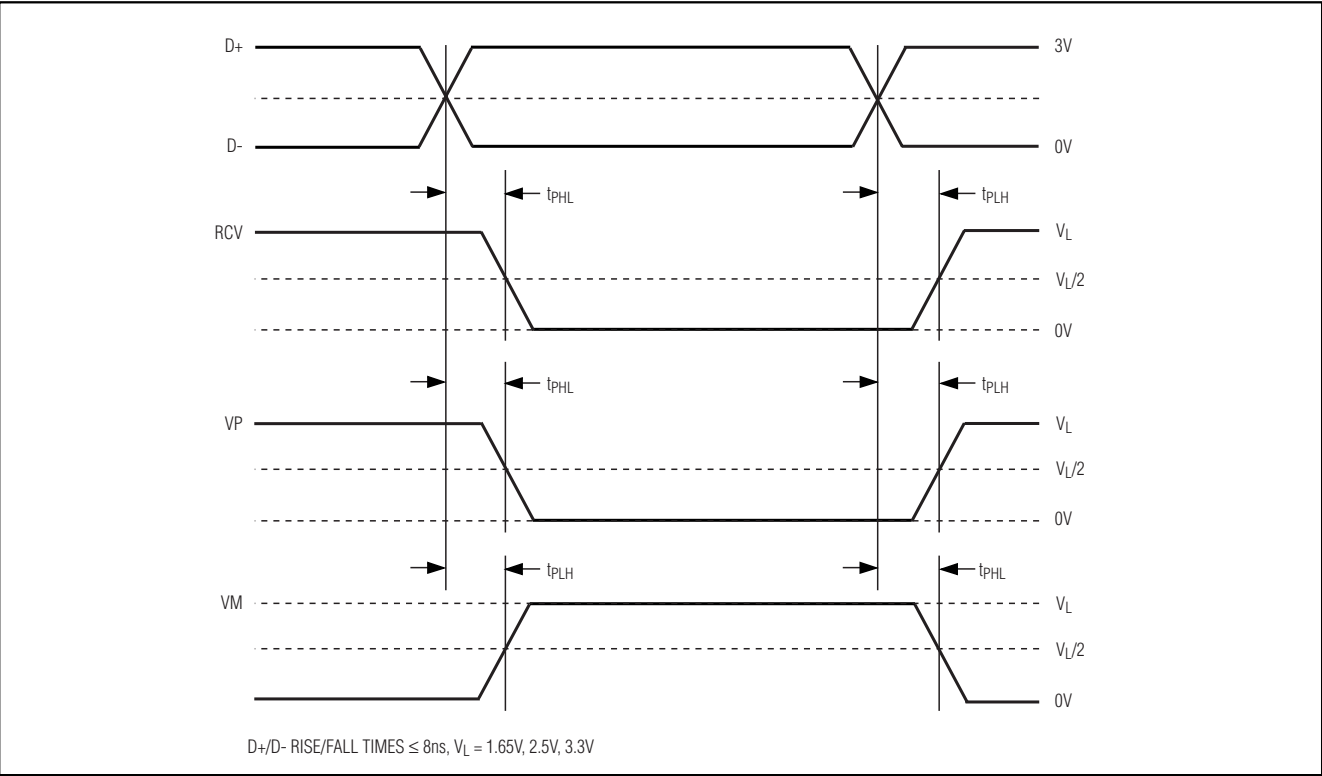 D+ 3V
D- 0V
tPHL tPLH
RCV VL
VL/2
0V
tPHL tPLH
VP VL
VL/2
0V
tPLH tPHL
VM VL
VL/2
0V
D+/D- RISE/FALL TIMES ≤ 8ns, VL = 1.65V, 2.5V, 3.3V